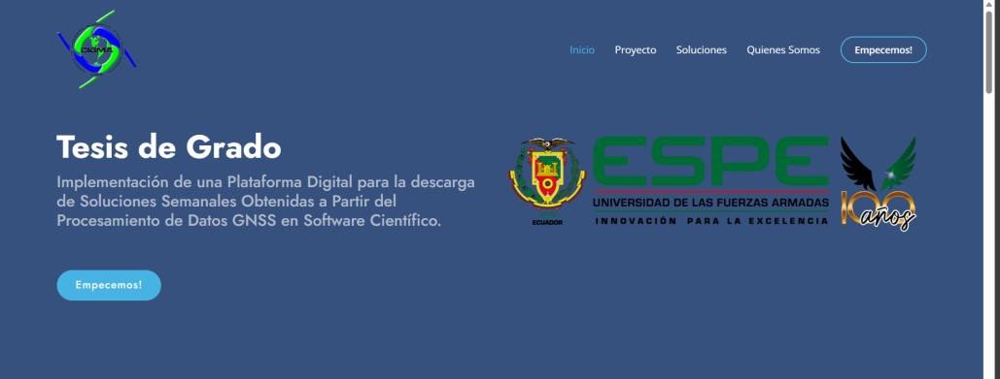 CIGMA
Inicio Proyecto Soluciones Quienes Somos Empecemos!
Tesis de Grado
Implementación de una Plataforma Digital para la descarga
de Soluciones Semanales Obtenidas a Partir del
Procesamiento de Datos GNSS en Software Científico.
Empecemos!
ECUADOR
ESPE
UNIVERSIDAD DE LAS FUERZAS ARMADAS
INNOVACIÓN PARA LA EXCELENCIA
100
años